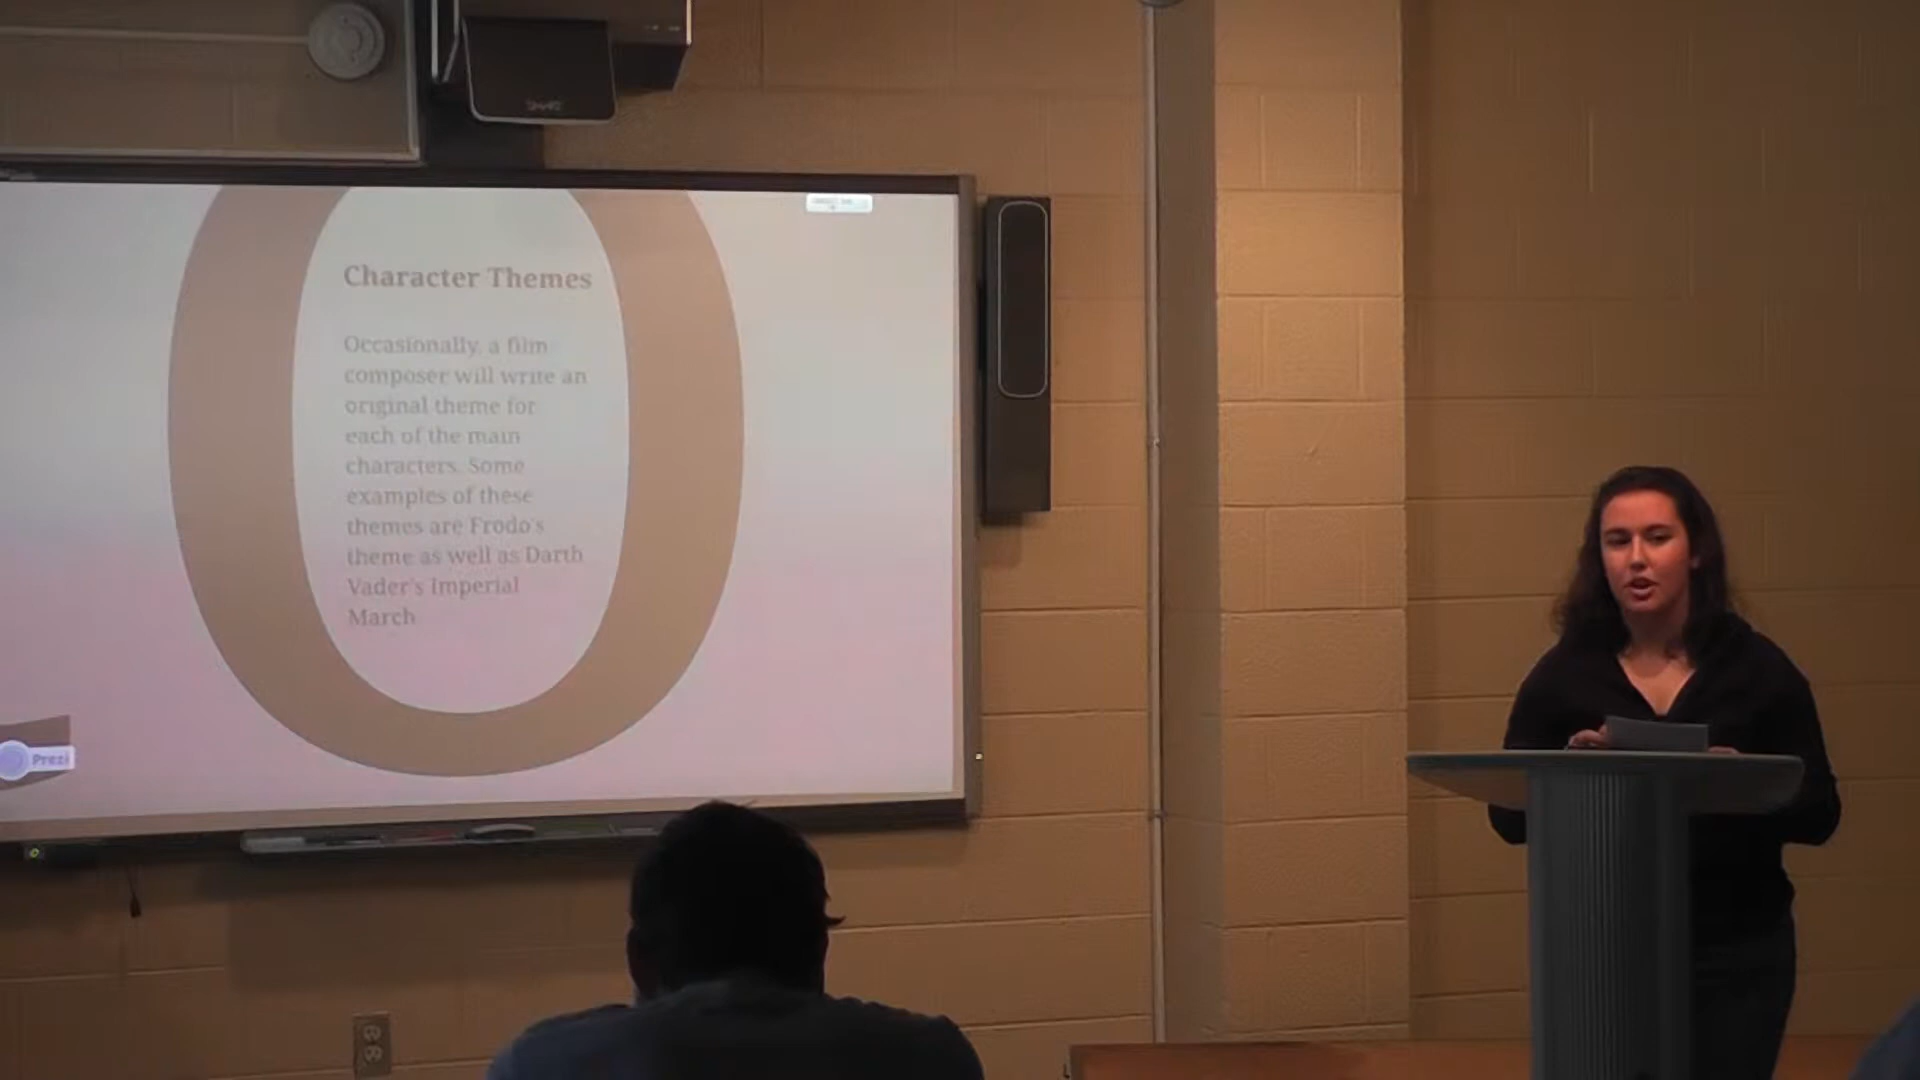 SMART
Character Themes
Occasionally, a film
composer will write an
original theme for
each of the main
characters. Some
examples of these
themes are Frodo's
theme as well as Darth
Vader's Imperial
March
Prezi